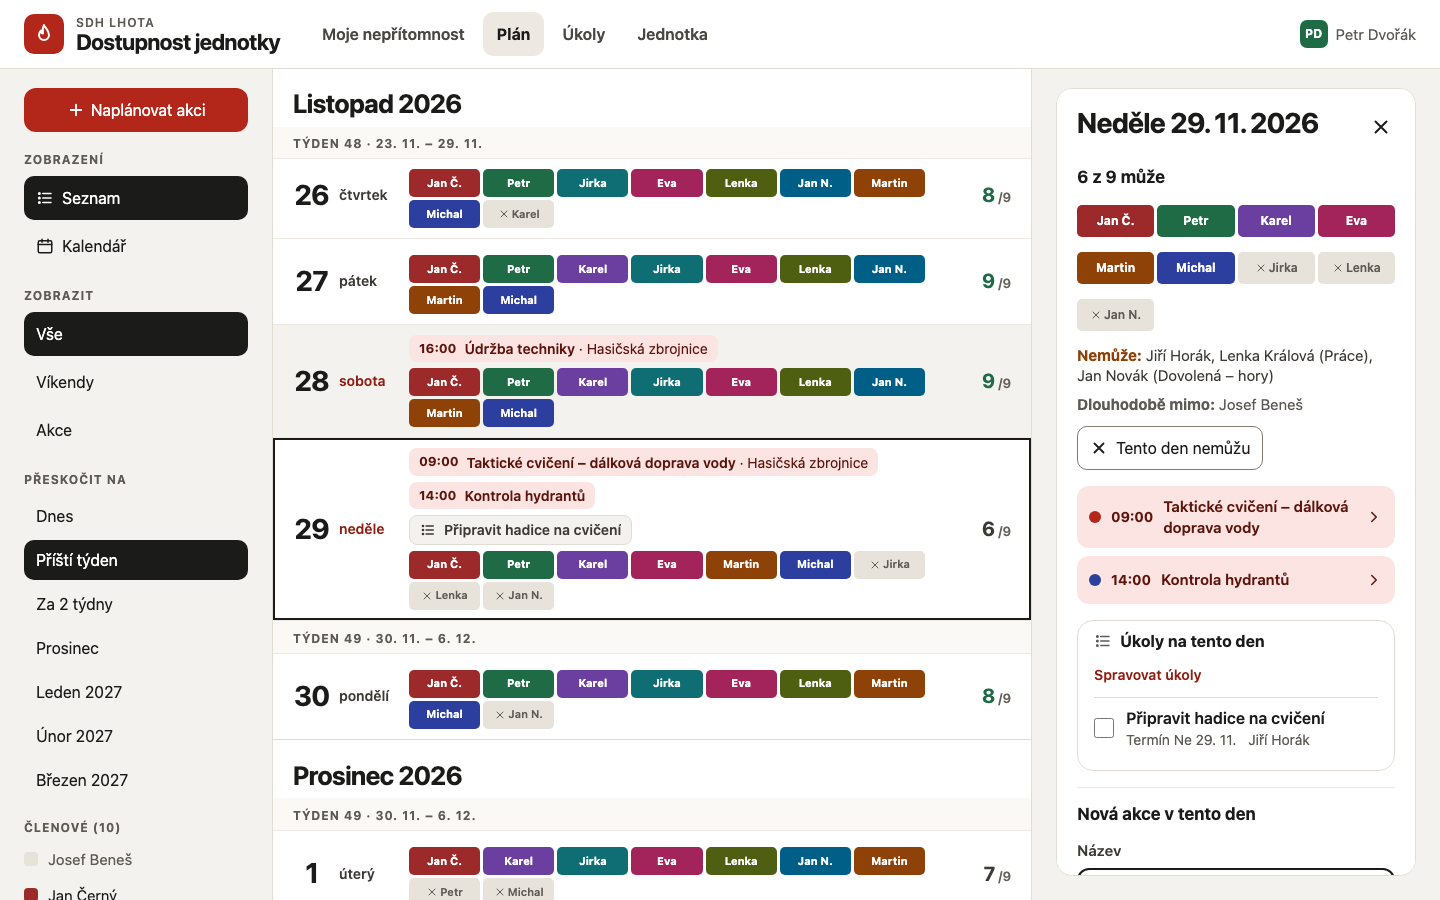 SDH LHOTA
Dostupnost jednotky
Moje nepřítomnost
Plán
Úkoly
Jednotka
PD
Petr Dvořák
Naplánovat akci
ZOBRAZENÍ
Seznam
Kalendář
ZOBRAZIT
Vše
Víkendy
Akce
PŘESKOČIT NA
Dnes
Příští týden
Za 2 týdny
Prosinec
Leden 2027
Únor 2027
Březen 2027
ČLENOVÉ (10)
Josef Beneš
Jan Černý
Listopad 2026
TÝDEN 48 · 23. 11. – 29. 11.
26 čtvrtek
Jan Č. Petr Jirka Eva Lenka Jan N. Martin
Michal × Karel
8 /9
27 pátek
Jan Č. Petr Karel Jirka Eva Lenka Jan N.
Martin Michal
9 /9
28 sobota
16:00 Údržba techniky · Hasičská zbrojnice
Jan Č. Petr Karel Jirka Eva Lenka Jan N.
Martin Michal
9 /9
29 neděle
09:00 Taktické cvičení – dálková doprava vody · Hasičská zbrojnice
14:00 Kontrola hydrantů
Připravit hadice na cvičení
Jan Č. Petr Karel Eva Martin Michal × Jirka
× Lenka × Jan N.
6 /9
TÝDEN 49 · 30. 11. – 6. 12.
30 pondělí
Jan Č. Petr Karel Jirka Eva Lenka Martin
Michal × Jan N.
8 /9
Prosinec 2026
TÝDEN 49 · 30. 11. – 6. 12.
1 úterý
Jan Č. Karel Jirka Eva Lenka Jan N. Martin
× Petr × Michal
7 /9
Neděle 29. 11. 2026
6 z 9 může
Jan Č. Petr Karel Eva
Martin Michal × Jirka × Lenka
× Jan N.
Nemůže: Jiří Horák, Lenka Králová (Práce),
Jan Novák (Dovolená – hory)
Dlouhodobě mimo: Josef Beneš
Tento den nemůžu
09:00 Taktické cvičení – dálková
doprava vody
14:00 Kontrola hydrantů
Úkoly na tento den
Spravovat úkoly
Připravit hadice na cvičení
Termín Ne 29. 11. Jiří Horák
Nová akce v tento den
Název